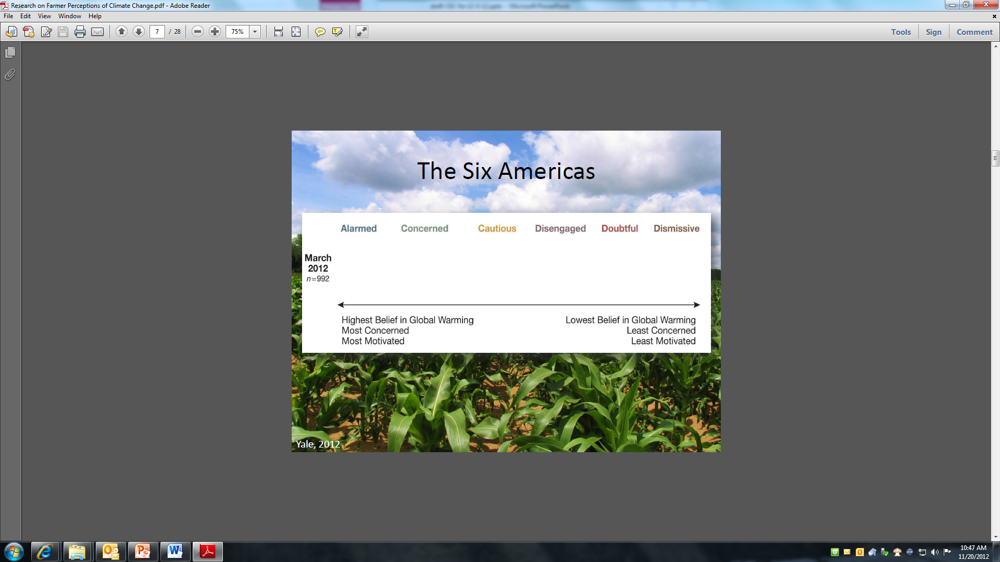 Research on Farmer Perceptions of Climate Change.pdf - Adobe Reader
File Edit View Window Help
7 / 28 75% Tools Sign Comment
The Six Americas
Alarmed Concerned Cautious Disengaged Doubtful Dismissive
March
2012
n=992
Highest Belief in Global Warming Lowest Belief in Global Warming
Most Concerned Least Concerned
Most Motivated Least Motivated
Yale, 2012
10:47 AM
11/20/2012